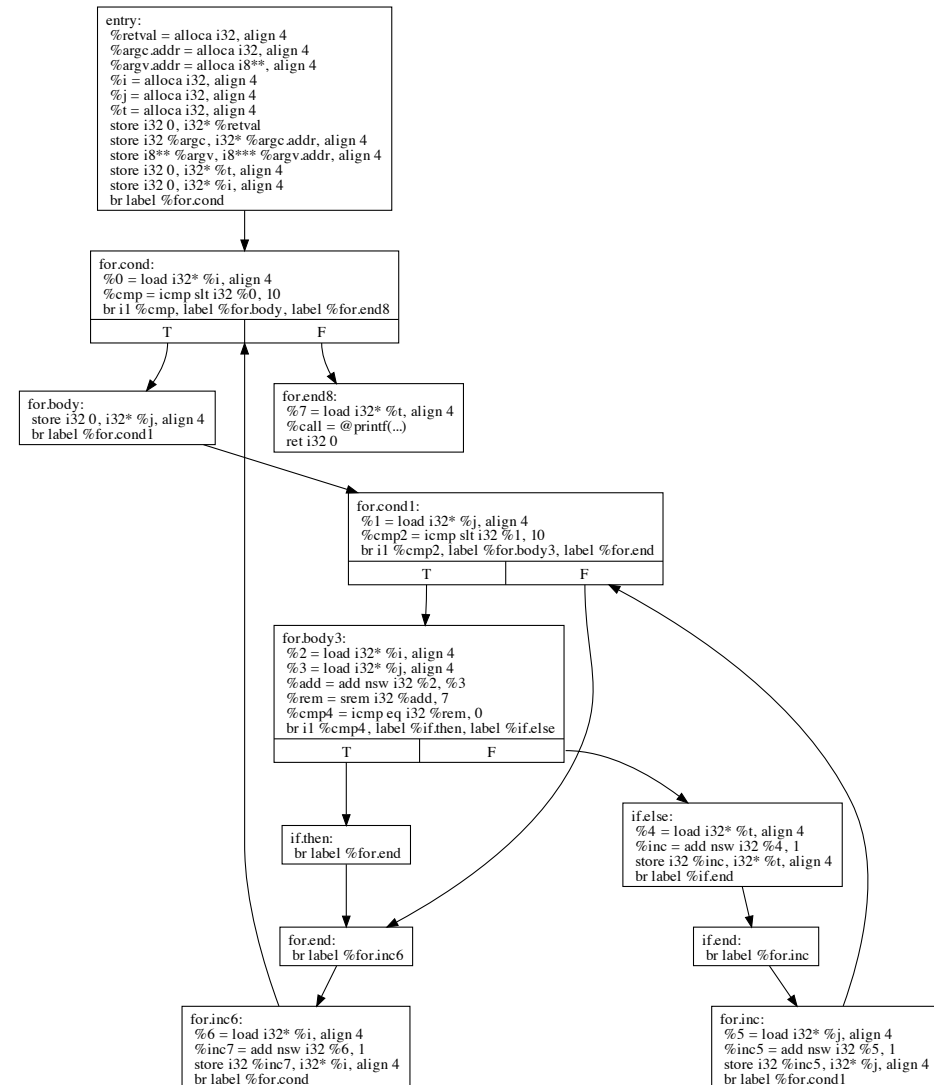 entry:
%retval = alloca i32, align 4
%argc.addr = alloca i32, align 4
%argv.addr = alloca i8**, align 4
%i = alloca i32, align 4
%j = alloca i32, align 4
%t = alloca i32, align 4
store i32 0, i32* %retval
store i32 %argc, i32* %argc.addr, align 4
store i8** %argv, i8*** %argv.addr, align 4
store i32 0, i32* %t, align 4
store i32 0, i32* %i, align 4
br label %for.cond
for.cond:
%0 = load i32* %i, align 4
%cmp = icmp slt i32 %0, 10
br i1 %cmp, label %for.body, label %for.end8
T F
for.body:
store i32 0, i32* %j, align 4
br label %for.cond1
for.end8:
%7 = load i32* %t, align 4
%call = @printf(...)
ret i32 0
for.cond1:
%1 = load i32* %j, align 4
%cmp2 = icmp slt i32 %1, 10
br i1 %cmp2, label %for.body3, label %for.end
T F
for.body3:
%2 = load i32* %i, align 4
%3 = load i32* %j, align 4
%add = add nsw i32 %2, %3
%rem = srem i32 %add, 7
%cmp4 = icmp eq i32 %rem, 0
br i1 %cmp4, label %if.then, label %if.else
T F
if.then:
br label %for.end
if.else:
%4 = load i32* %t, align 4
%inc = add nsw i32 %4, 1
store i32 %inc, i32* %t, align 4
br label %if.end
for.end:
br label %for.inc6
if.end:
br label %for.inc
for.inc6:
%6 = load i32* %i, align 4
%inc7 = add nsw i32 %6, 1
store i32 %inc7, i32* %i, align 4
br label %for.cond
for.inc:
%5 = load i32* %j, align 4
%inc5 = add nsw i32 %5, 1
store i32 %inc5, i32* %j, align 4
br label %for.cond1